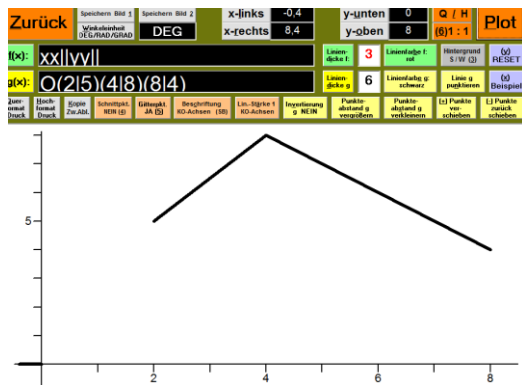 Zurück Speichern Bild 1 Speichern Bild 2 x-links -0,4 y-unten 0 Q / H Plot
Winkeleinheit DEG/RAD/GRAD DEG x-rechts 8,4 y-oben 8 (6)1 : 1
f(x): xx||yy|| Linien-dicke f: 3 Linienfarbe f: rot Hintergrund S / W (3) (y) RESET
g(x): O(2|5)(4|8)(8|4) Linien-dicke g 6 Linienfarbe g: schwarz Linie g punktieren (x) Beispiel
Quer-format Druck Hoch-format Druck Kopie Zw.Abl. Schnittpkt. NEIN (4) Gitterpkt. JA (5) Beschriftung KO-Achsen (S8) Lin.-Stärke 1 KO-Achsen Invertierung g NEIN Punkte-abstand g vergrößern Punkte-abstand g verkleinern (+) Punkte ver-schieben (-) Punkte zurück schieben
5
2 4 6 8